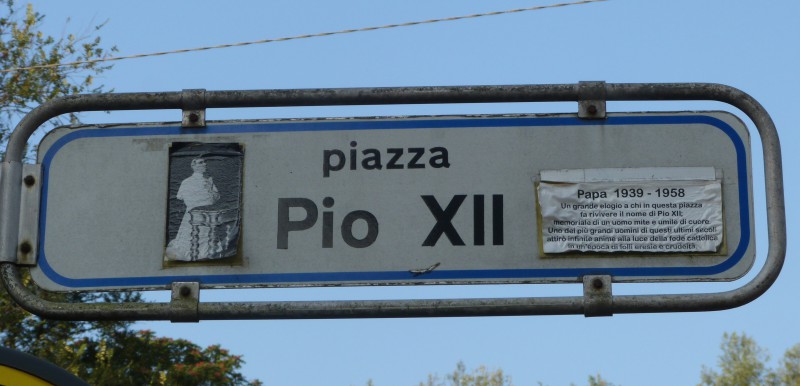 piazza
Pio XII
Papa 1939 - 1958
Un grande elogio a chi in questa piazza
fa rivivere il nome di Pio XII;
memoriale di un uomo mite e umile di cuore.
Uno dei più grandi uomini di questi ultimi secoli
attirò infinite anime alla luce della fede cattolica
in un'epoca di folli eresie e crudeltà.